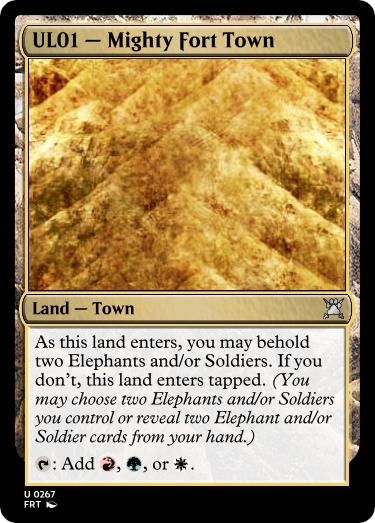 UL01 — Mighty Fort Town
Land — Town
As this land enters, you may behold
two Elephants and/or Soldiers. If you
don't, this land enters tapped. (You
may choose two Elephants and/or Soldiers
you control or reveal two Elephant and/or
Soldier cards from your hand.)
: Add , , or .
U 0267
FRT